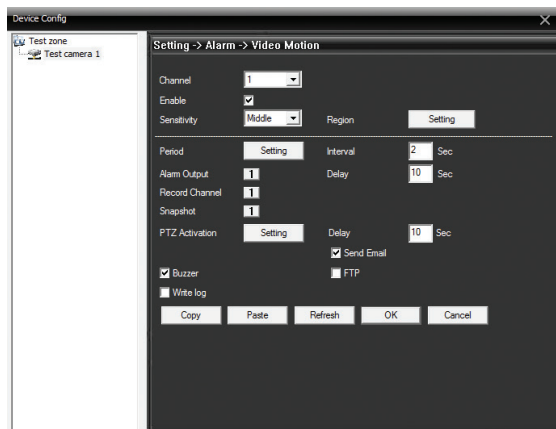 Device Config
Test zone
Test camera 1
Setting -> Alarm -> Video Motion
Channel 1
Enable
Sensitivity Middle Region Setting
Period Setting Interval 2 Sec
Alarm Output 1 Delay 10 Sec
Record Channel 1
Snapshot 1
PTZ Activation Setting Delay 10 Sec
Send Email
Buzzer FTP
Write log
Copy Paste Refresh OK Cancel